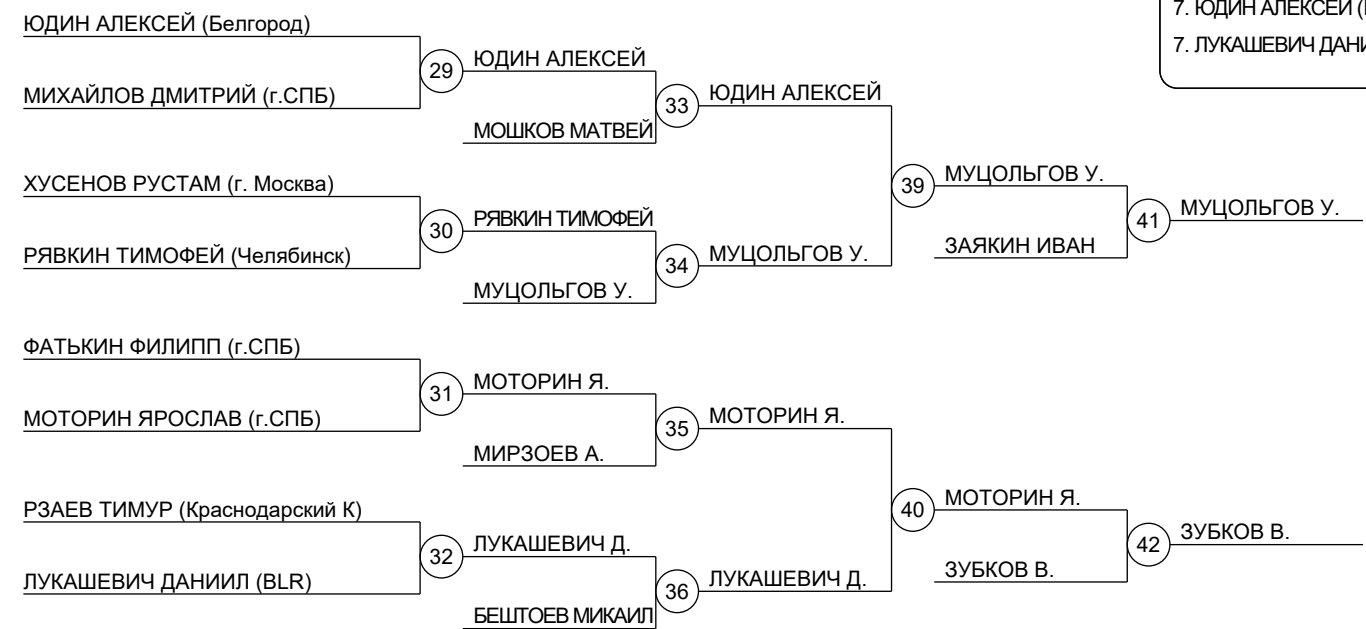 7. ЮДИН АЛЕКСЕЙ
7. ЛУКАШЕВИЧ
ЮДИН АЛЕКСЕЙ (Белгород)
29
ЮДИН АЛЕКСЕЙ
МИХАЙЛОВ ДМИТРИЙ (г.СПБ)
33
ЮДИН АЛЕКСЕЙ
МОШКОВ МАТВЕЙ
ХУСЕНОВ РУСТАМ (г. Москва)
39
МУЦОЛЬГОВ У.
30
РЯВКИН ТИМОФЕЙ
41
МУЦОЛЬГОВ У.
РЯВКИН ТИМОФЕЙ (Челябинск)
34
МУЦОЛЬГОВ У.
ЗАЯКИН ИВАН
МУЦОЛЬГОВ У.
ФАТЬКИН ФИЛИПП (г.СПБ)
31
МОТОРИН Я.
МОТОРИН ЯРОСЛАВ (г.СПБ)
35
МОТОРИН Я.
МИРЗОЕВ А.
РЗАЕВ ТИМУР (Краснодарский К)
40
МОТОРИН Я.
32
ЛУКАШЕВИЧ Д.
42
ЗУБКОВ В.
ЛУКАШЕВИЧ ДАНИИЛ (BLR)
36
ЛУКАШЕВИЧ Д.
ЗУБКОВ В.
БЕШТОЕВ МИКАИЛ